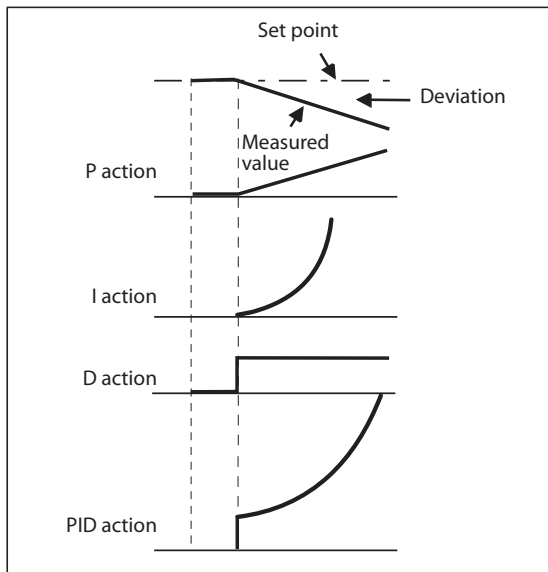 Set point
Deviation
Measured
value
P action
I action
D action
PID action